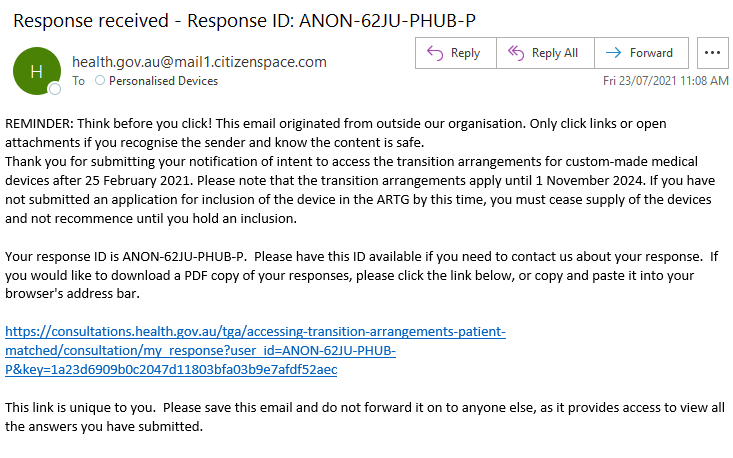 Response received - Response ID: ANON-62JU-PHUB-P
H
health.gov.au@mail1.citizenspace.com
To Personalised Devices
Reply
Reply All
Forward
...
Fri 23/07/2021 11:08 AM
REMINDER: Think before you click! This email originated from outside our organisation. Only click links or open
attachments if you recognise the sender and know the content is safe.
Thank you for submitting your notification of intent to access the transition arrangements for custom-made medical
devices after 25 February 2021. Please note that the transition arrangements apply until 1 November 2024. If you have
not submitted an application for inclusion of the device in the ARTG by this time, you must cease supply of the devices
and not recommence until you hold an inclusion.
Your response ID is ANON-62JU-PHUB-P.  Please have this ID available if you need to contact us about your response.  If
you would like to download a PDF copy of your responses, please click the link below, or copy and paste it into your
browser's address bar.
https://consultations.health.gov.au/tga/accessing-transition-arrangements-patient-
matched/consultation/my_response?user_id=ANON-62JU-PHUB-
P&key=1a23d6909b0c2047d11803bfa03b9e7afdf52aec
This link is unique to you.  Please save this email and do not forward it on to anyone else, as it provides access to view all
the answers you have submitted.